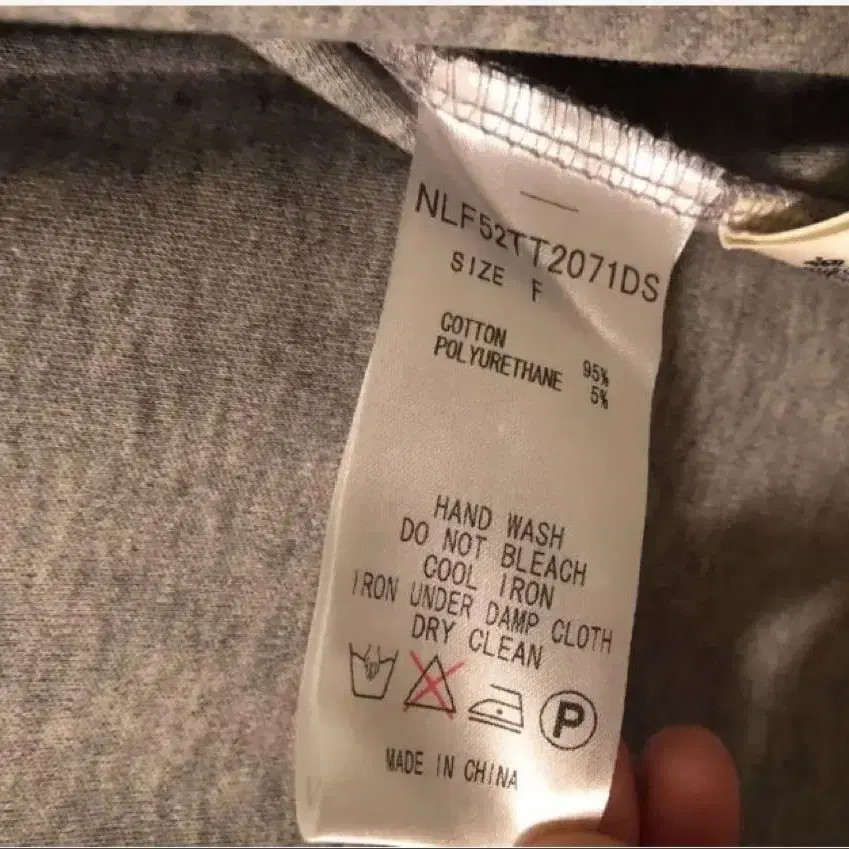 NLF52TT2071DS
SIZE F
COTTON 95%
POLYURETHANE 5%
HAND WASH
DO NOT BLEACH
COOL IRON
IRON UNDER DAMP CLOTH
DRY CLEAN
P
MADE IN CHINA